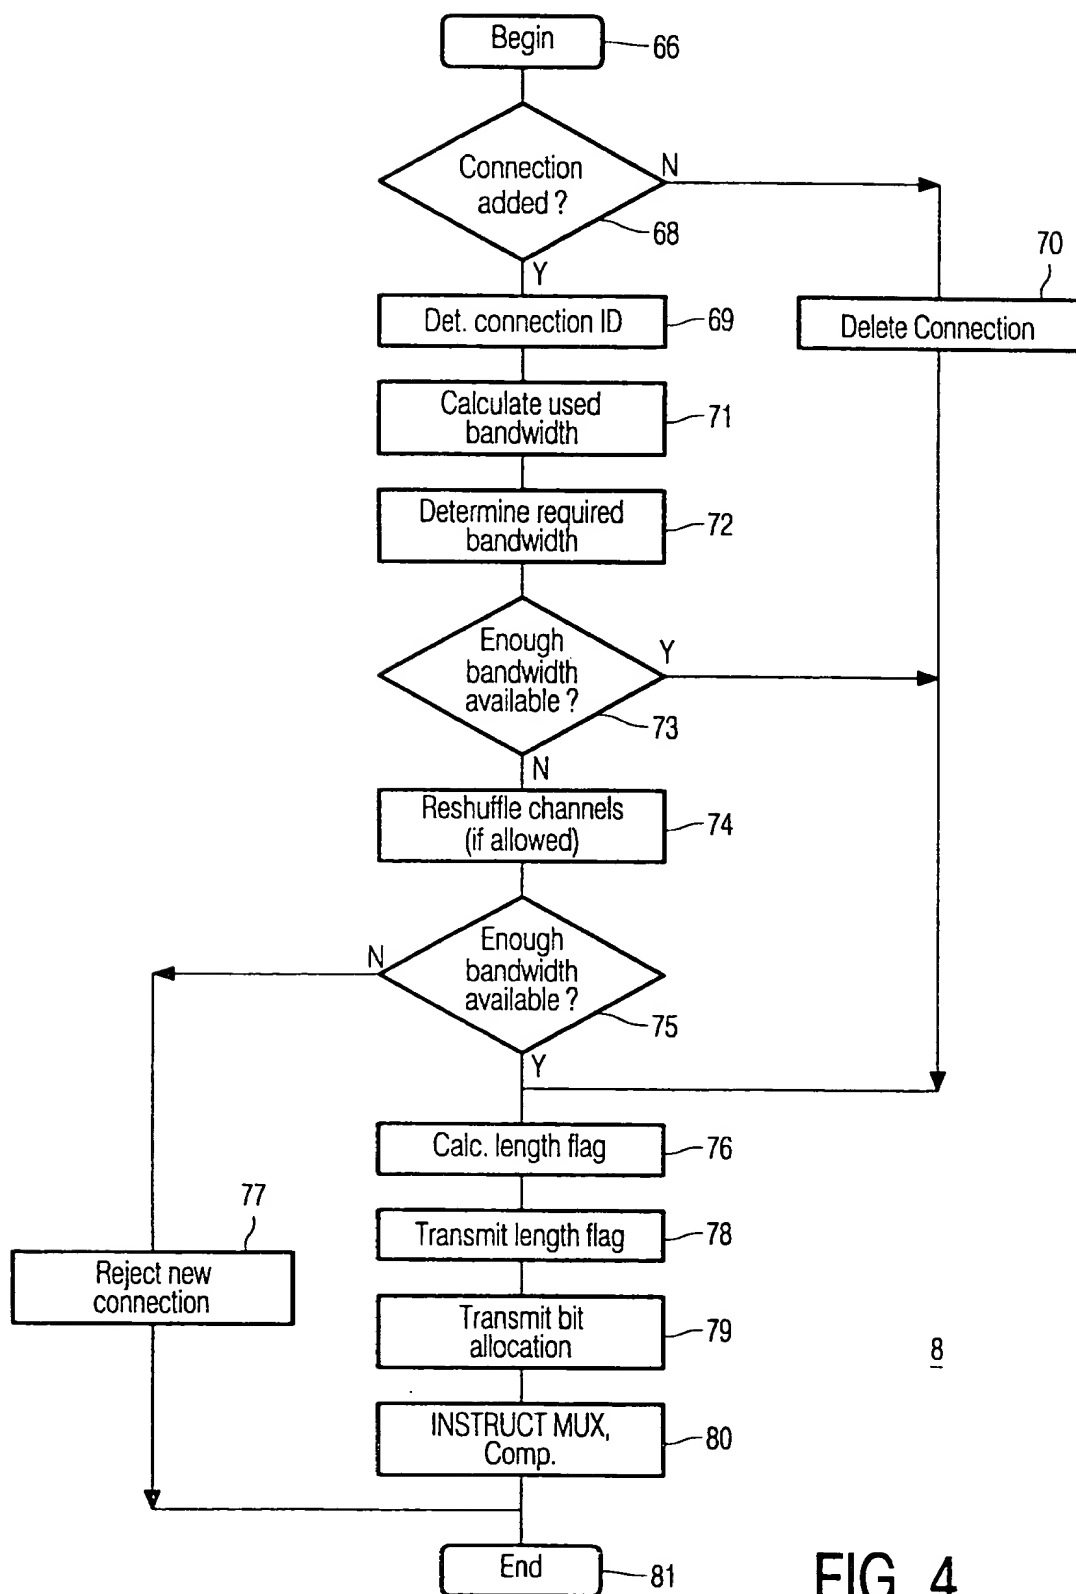 Begin
66
Connection
added ?
N
68
Y
70
Det. connection ID
69
Delete Connection
Calculate used
bandwidth
71
Determine required
bandwidth
72
Enough
bandwidth
available ?
Y
73
N
Reshuffle channels
(if allowed)
74
Enough
bandwidth
available ?
N
75
Y
Calc. length flag
76
77
Transmit length flag
78
Reject new
connection
Transmit bit
allocation
79
8
INSTRUCT MUX,
Comp.
80
End
81
FIG. 4